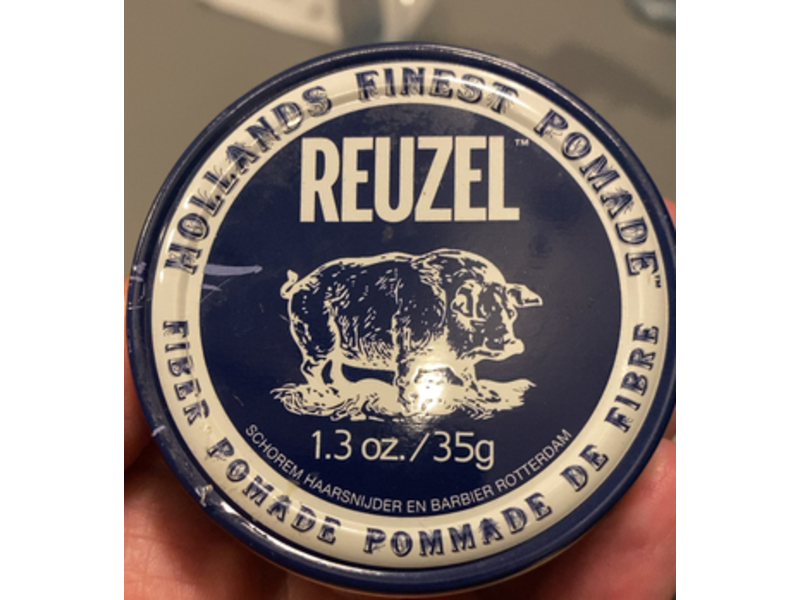 HOLLANDS FINEST POMADE™
REUZEL™
1.3 oz./35g
SCHOREM HAARSNIJDER EN BARBIER ROTTERDAM
FIBER POMADE POMMADE DE FIBRE